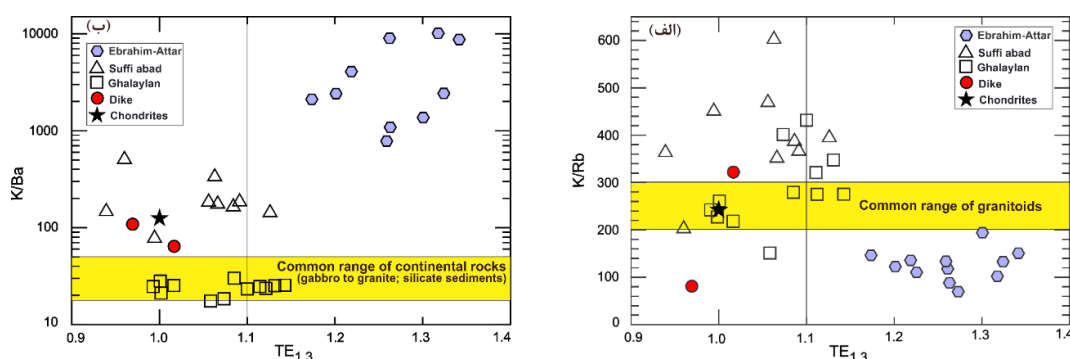 (ب)
10000
1000
100
10
K/Ba
Ebrahim-Attar
Suffi abad
Ghalaylan
Dike
Chondrites
Common range of continental rocks
(gabbro to granite; silicate sediments)
0.9
1.0
1.1
1.2
1.3
1.4
TE1.3
(الف)
600
500
400
300
200
100
0
K/Rb
Ebrahim-Attar
Suffi abad
Ghalaylan
Dike
Chondrites
Common range of granitoids
0.9
1.0
1.1
1.2
1.3
1.4
TE1.3